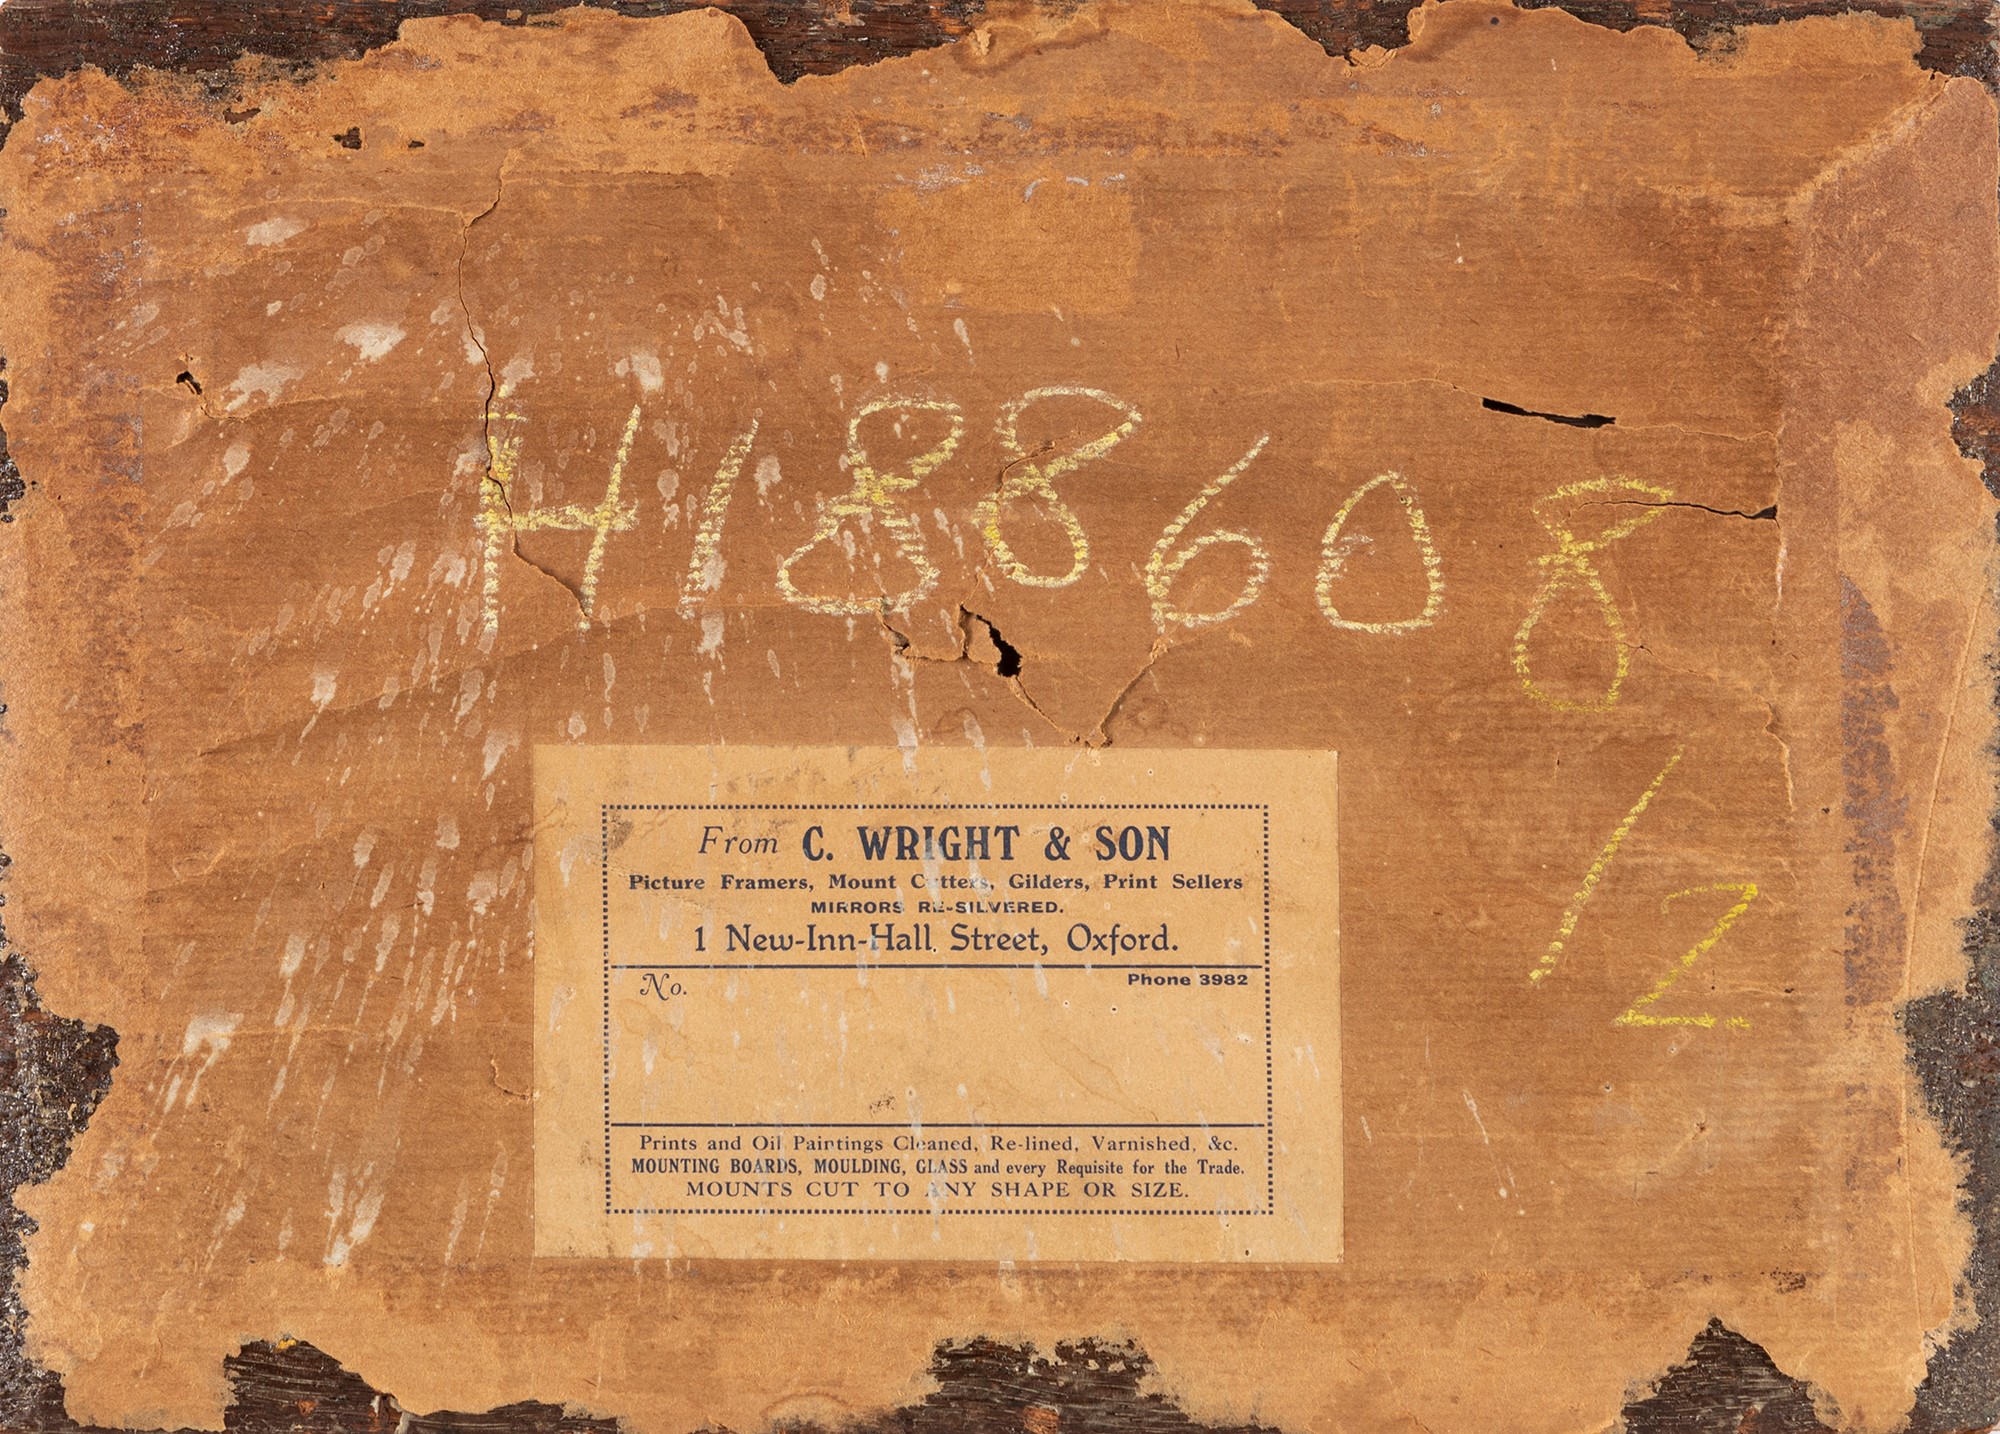 H188608
/2
From C. WRIGHT & SON
Picture Framers, Mount Cutters, Gilders, Print Sellers
MIRRORS RE-SILVERED.
1 New-Inn-Hall Street, Oxford.
No. Phone 3982
Prints and Oil Paintings Cleaned, Re-lined, Varnished, &c.
MOUNTING BOARDS, MOULDING, GLASS and every Requisite for the Trade.
MOUNTS CUT TO ANY SHAPE OR SIZE.